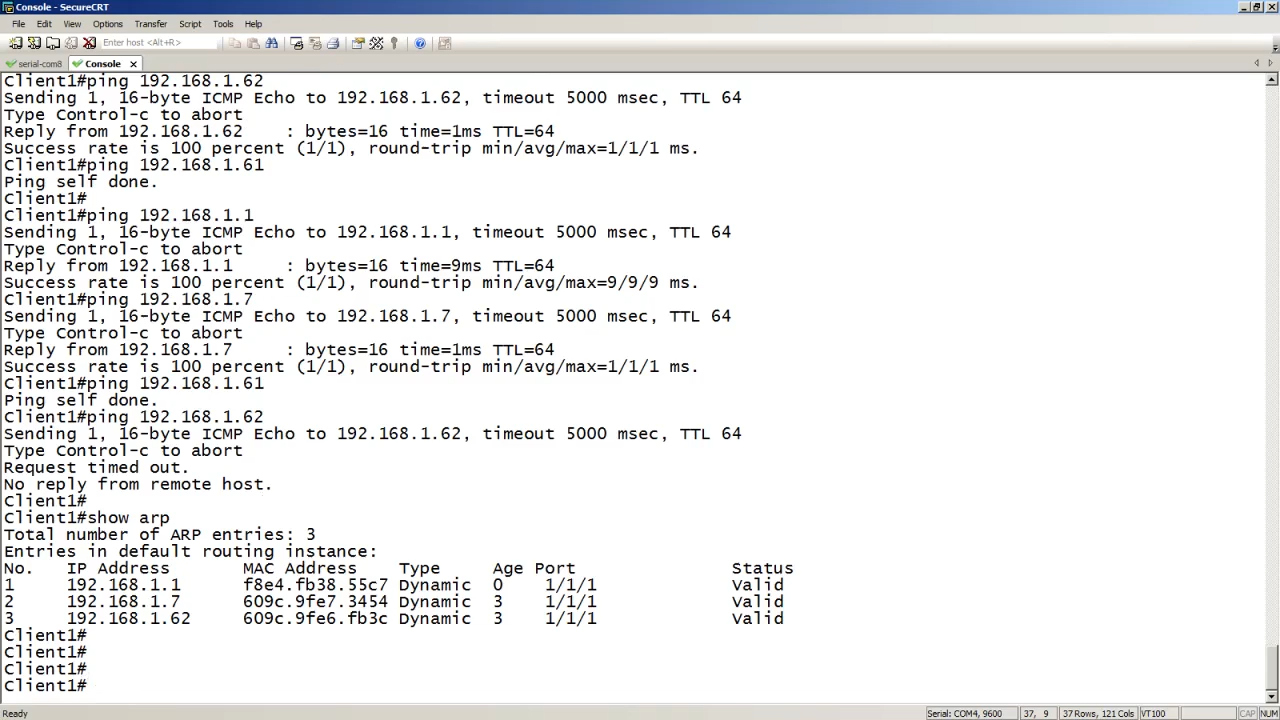 Console - SecureCRT
File Edit View Options Transfer Script Tools Help
Enter host <Alt+R>
serial-com8 Console
Client1#ping 192.168.1.62
Sending 1, 16-byte ICMP Echo to 192.168.1.62, timeout 5000 msec, TTL 64
Type Control-c to abort
Reply from 192.168.1.62    : bytes=16 time=1ms TTL=64
Success rate is 100 percent (1/1), round-trip min/avg/max=1/1/1 ms.
Client1#ping 192.168.1.61
Ping self done.
Client1#
Client1#ping 192.168.1.1
Sending 1, 16-byte ICMP Echo to 192.168.1.1, timeout 5000 msec, TTL 64
Type Control-c to abort
Reply from 192.168.1.1     : bytes=16 time=9ms TTL=64
Success rate is 100 percent (1/1), round-trip min/avg/max=9/9/9 ms.
Client1#ping 192.168.1.7
Sending 1, 16-byte ICMP Echo to 192.168.1.7, timeout 5000 msec, TTL 64
Type Control-c to abort
Reply from 192.168.1.7     : bytes=16 time=1ms TTL=64
Success rate is 100 percent (1/1), round-trip min/avg/max=1/1/1 ms.
Client1#ping 192.168.1.61
Ping self done.
Client1#ping 192.168.1.62
Sending 1, 16-byte ICMP Echo to 192.168.1.62, timeout 5000 msec, TTL 64
Type Control-c to abort
Request timed out.
No reply from remote host.
Client1#
Client1#show arp
Total number of ARP entries: 3
Entries in default routing instance:
No.   IP Address       MAC Address    Type     Age Port               Status
1     192.168.1.1      f8e4.fb38.55c7 Dynamic  0    1/1/1             Valid
2     192.168.1.7      609c.9fe7.3454 Dynamic  3    1/1/1             Valid
3     192.168.1.62     609c.9fe6.fb3c Dynamic  3    1/1/1             Valid
Client1#
Client1#
Client1#
Client1#
Ready Serial: COM4, 9600 37, 9 37 Rows, 121 Cols VT100 CAP NUM